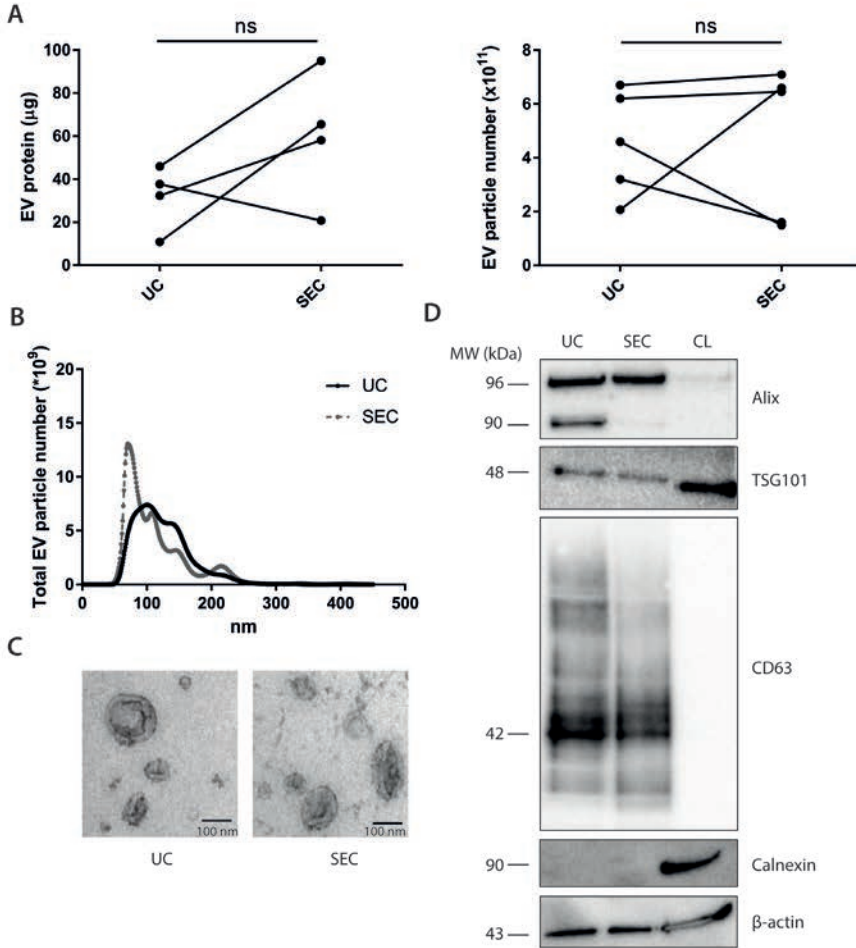 A
ns
EV protein (µg)
100
80
60
40
20
0
UC
SEC
ns
EV particle number (x10¹¹)
8
6
4
2
0
UC
SEC
B
Total EV particle number (*10⁹)
20
15
10
5
0
0
100
200
300
400
500
nm
UC
SEC
C
100 nm
UC
100 nm
SEC
D
MW (kDa)
UC SEC CL
96
90
Alix
48
TSG101
42
CD63
90
Calnexin
43
β-actin